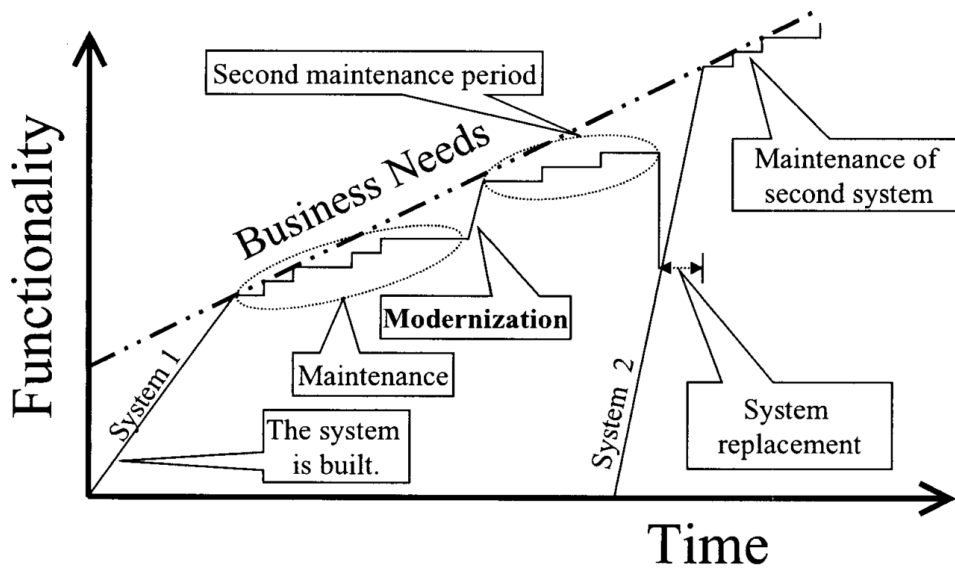 Functionality
Second maintenance period
Business Needs
Maintenance of
second system
Modernization
Maintenance
System 1
The system
is built.
System 2
System
replacement
Time